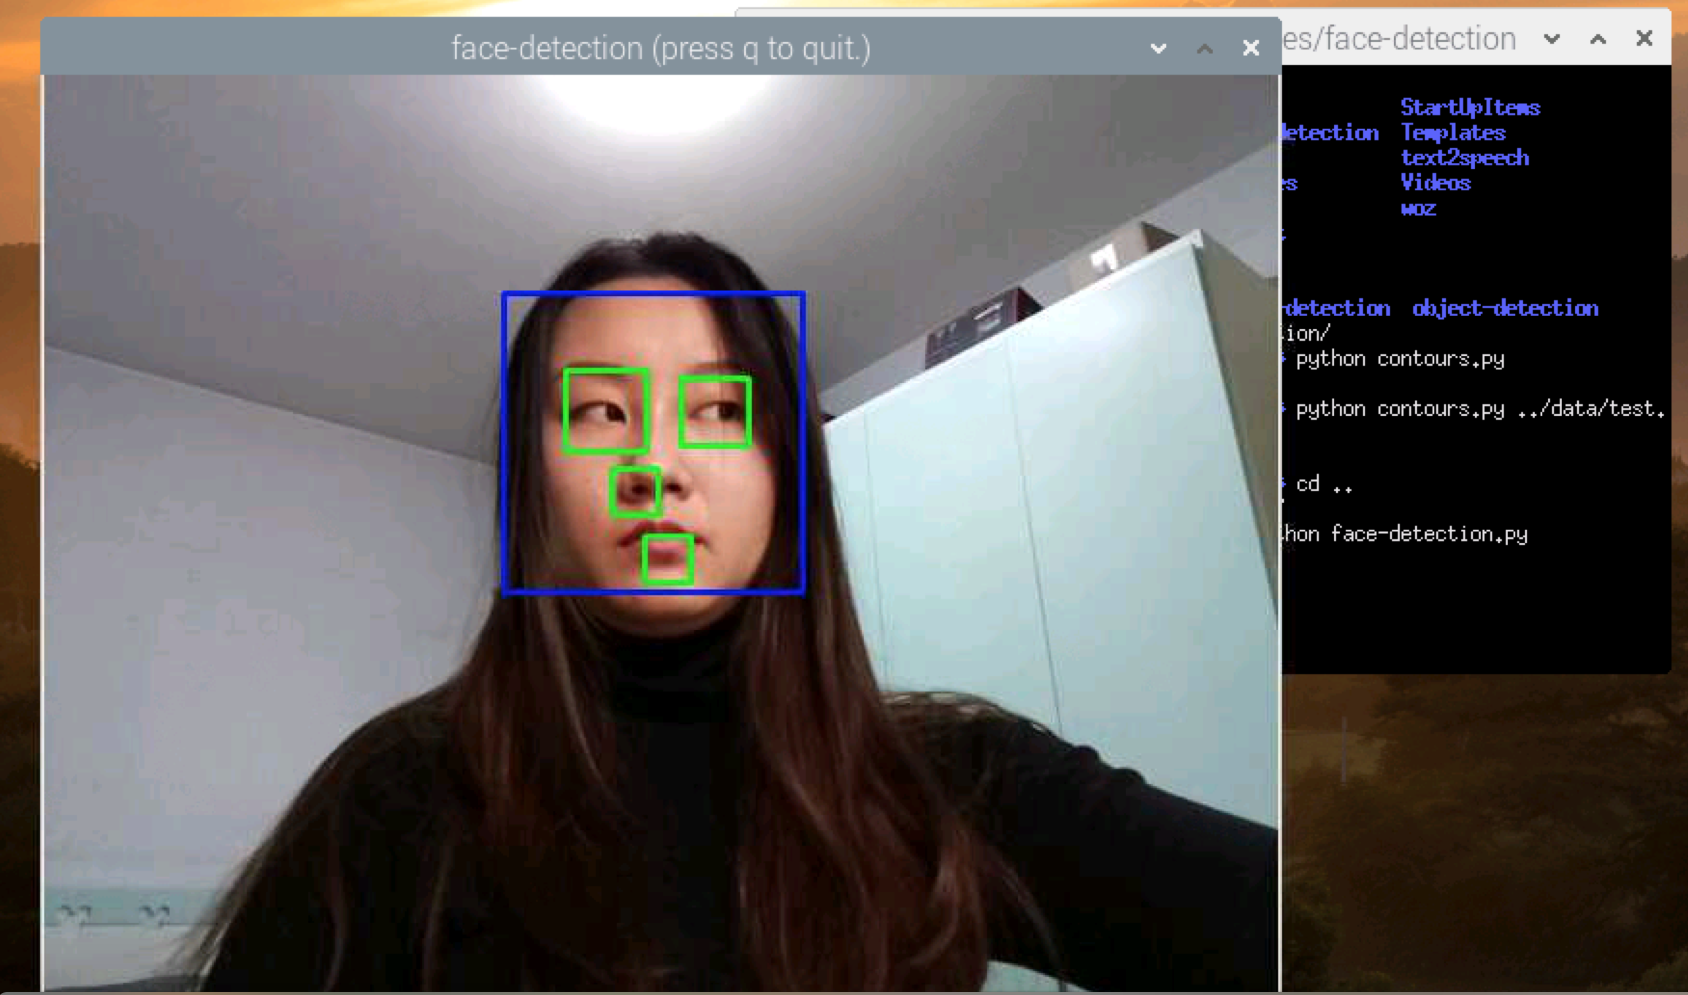 face-detection (press q to quit.)
es/face-detection
StartUpItems
etection Templates
text2speech
es Videos
woz
-detection object-detection
ion/
python contours.py
python contours.py ../data/test.
cd ..
hon face-detection.py